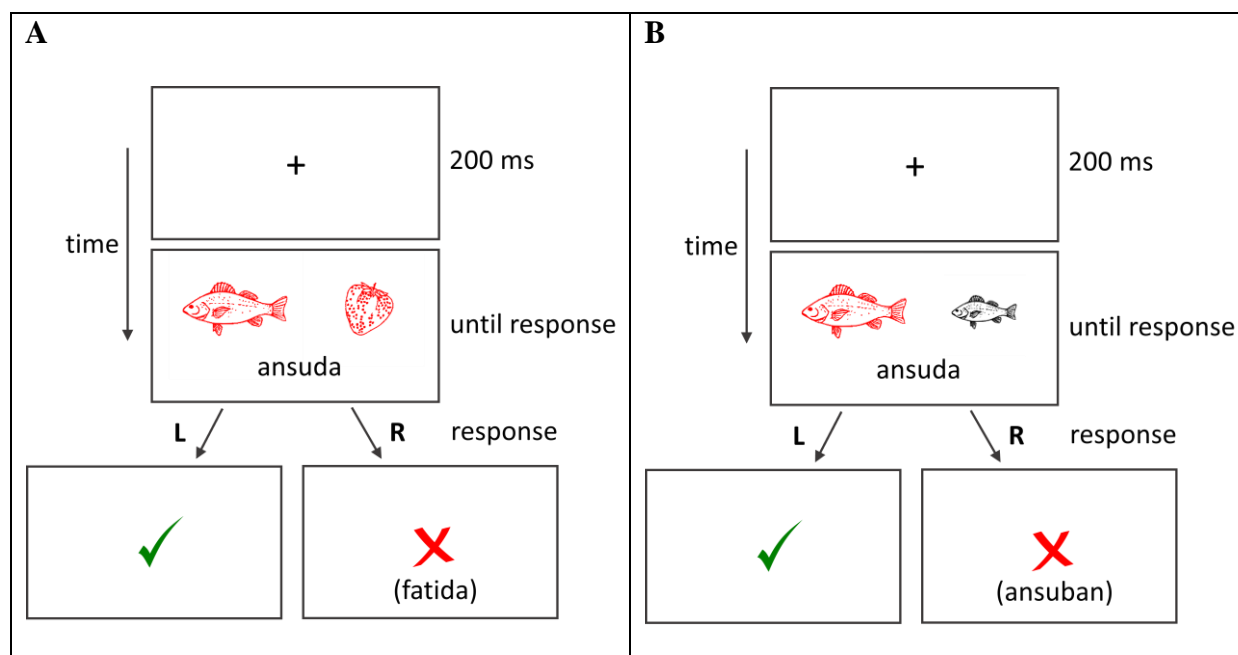 A
+
200 ms
time
until response
ansuda
L
R
response
(fatida)
B
+
200 ms
time
until response
ansuda
L
R
response
(ansuban)